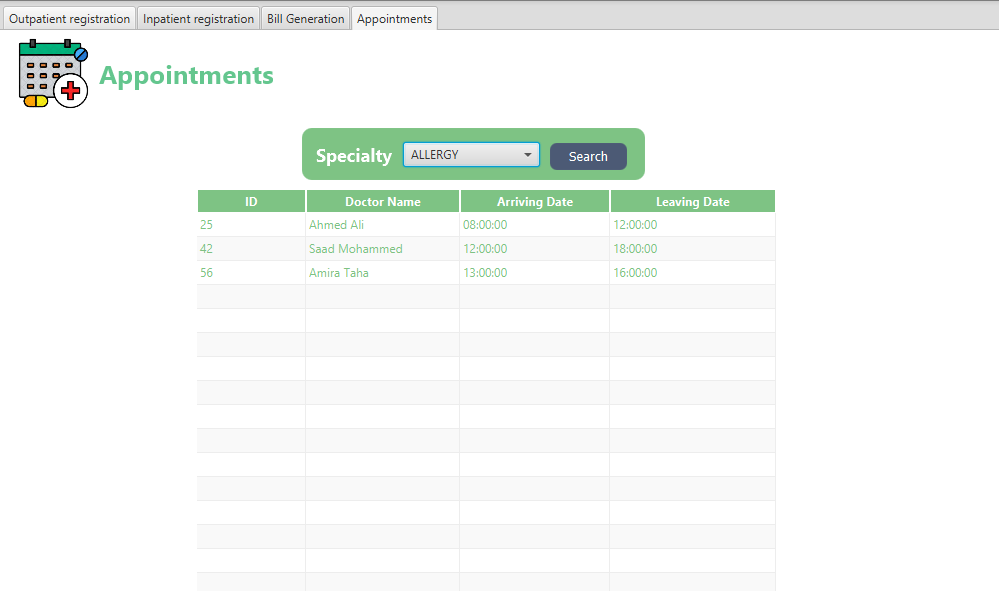 Outpatient registration Inpatient registration Bill Generation Appointments
Appointments
Specialty ALLERGY Search
ID Doctor Name Arriving Date Leaving Date
25 Ahmed Ali 08:00:00 12:00:00
42 Saad Mohammed 12:00:00 18:00:00
56 Amira Taha 13:00:00 16:00:00